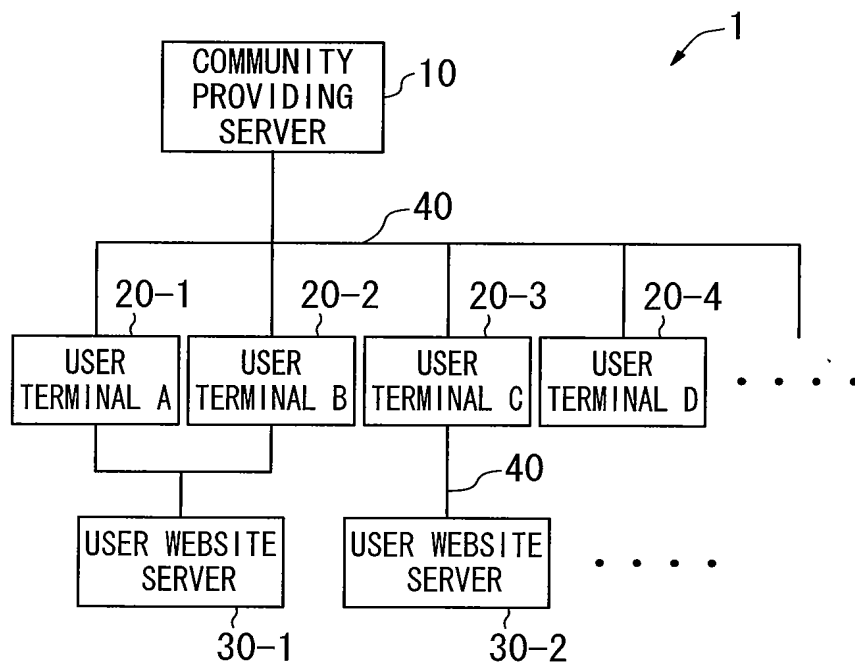 1
COMMUNITY
PROVIDING
SERVER
10
40
20-1
20-2
20-3
20-4
USER
TERMINAL A
USER
TERMINAL B
USER
TERMINAL C
USER
TERMINAL D
40
USER WEBSITE
SERVER
USER WEBSITE
SERVER
30-1
30-2